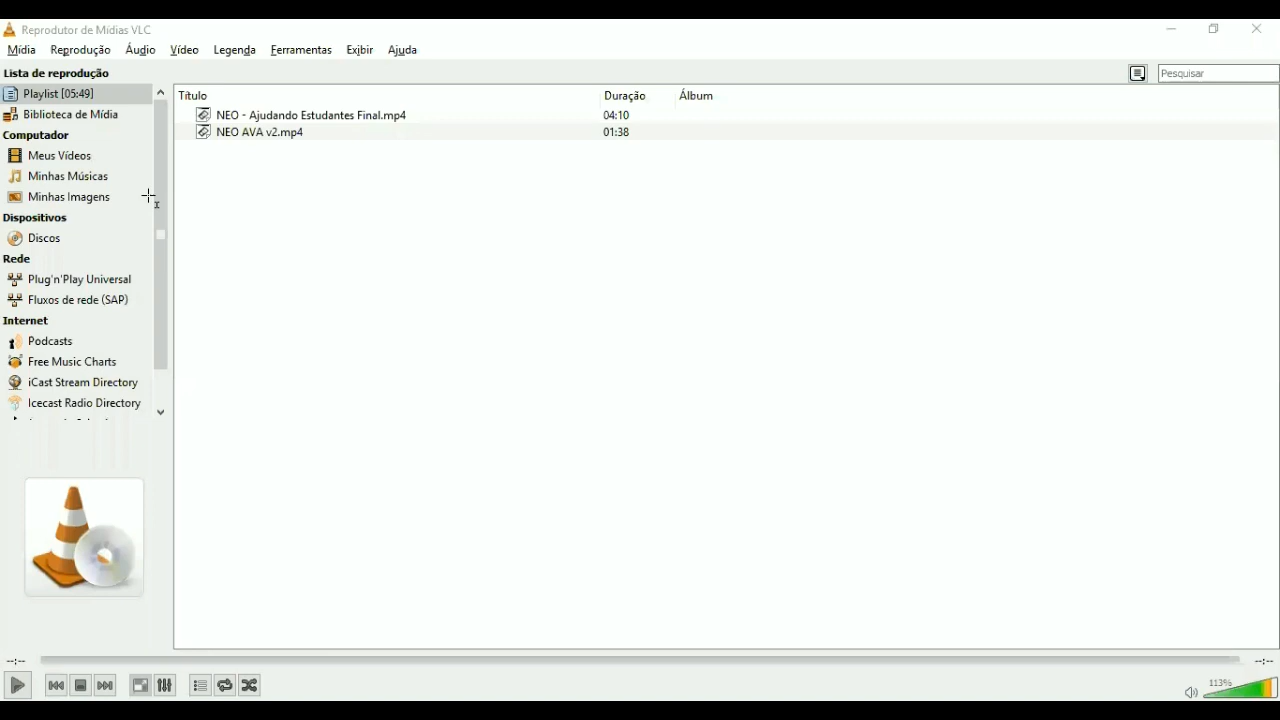 Reprodutor de Mídias VLC
Mídia Reprodução Áudio Vídeo Legenda Ferramentas Exibir Ajuda
Lista de reprodução
Pesquisar
Playlist [05:49]
Biblioteca de Mídia
Computador
Meus Vídeos
Minhas Músicas
Minhas Imagens
Dispositivos
Discos
Rede
Plug'n'Play Universal
Fluxos de rede (SAP)
Internet
Podcasts
Free Music Charts
iCast Stream Directory
Icecast Radio Directory
Título Duração Álbum
NEO - Ajudando Estudantes Final.mp4 04:10
NEO AVA v2.mp4 01:38
--:-- --:--
113%